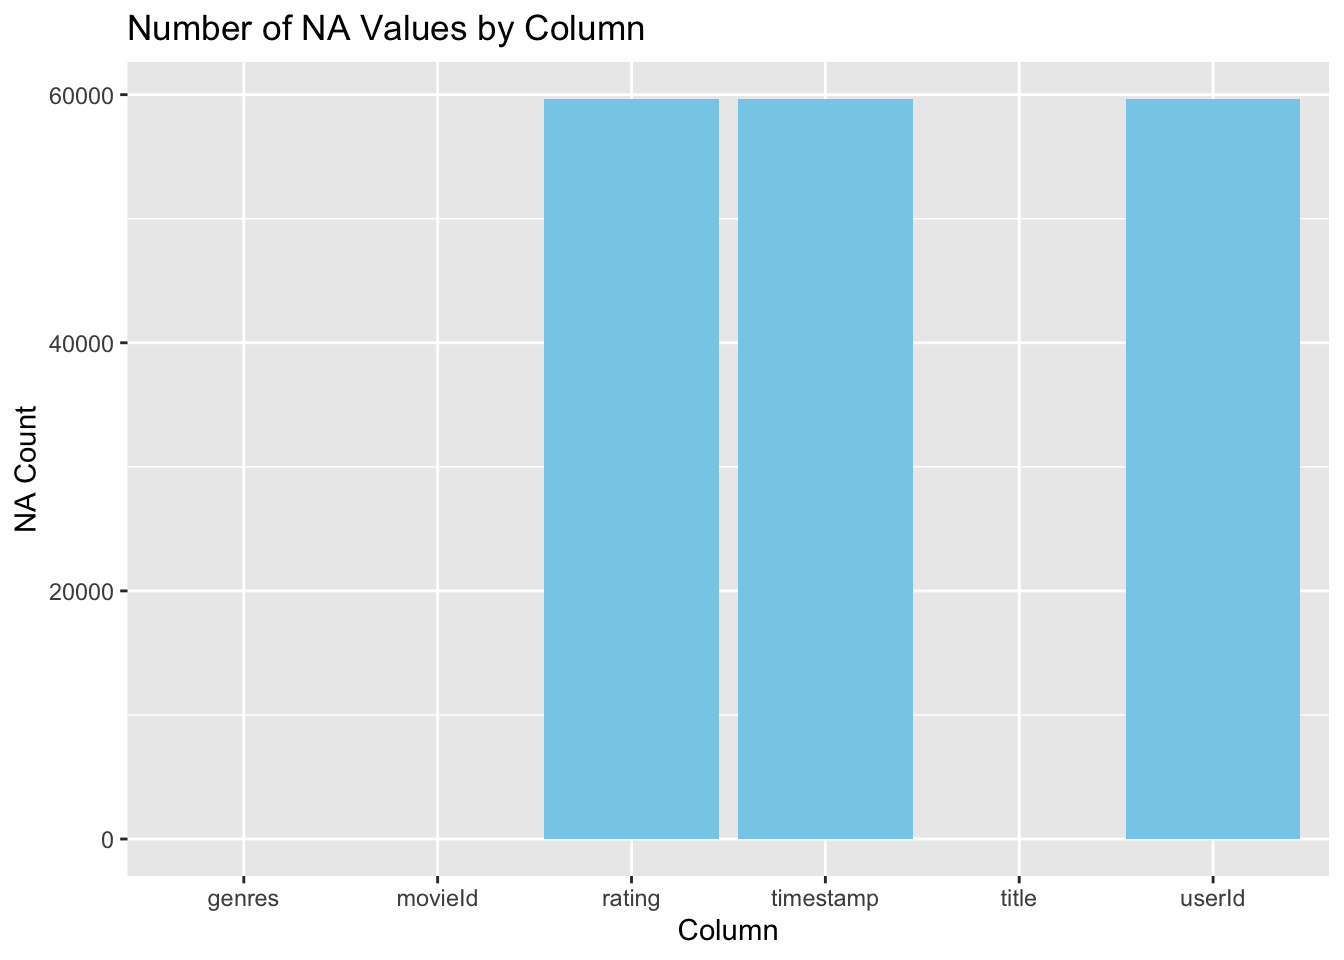 Number of NA Values by Column
60000
40000
20000
0
NA Count
genres movieId rating timestamp title userId
Column